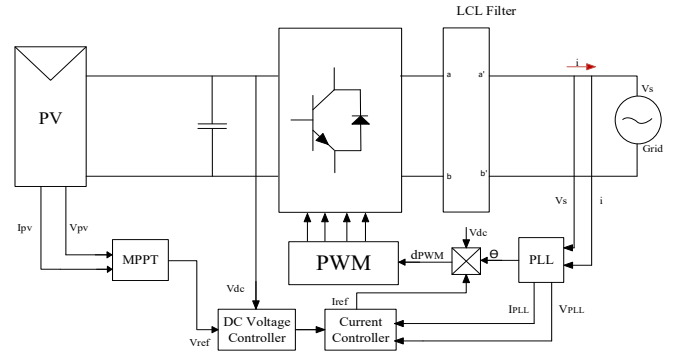 LCL Filter
i
PV
a
a'
Vs
Grid
b
b'
Ipv
Vpv
Vs
i
MPPT
PWM
dPWM
Vdc
Θ
PLL
Vdc
Iref
IPLL
VPLL
Vref
DC Voltage
Controller
Current
Controller